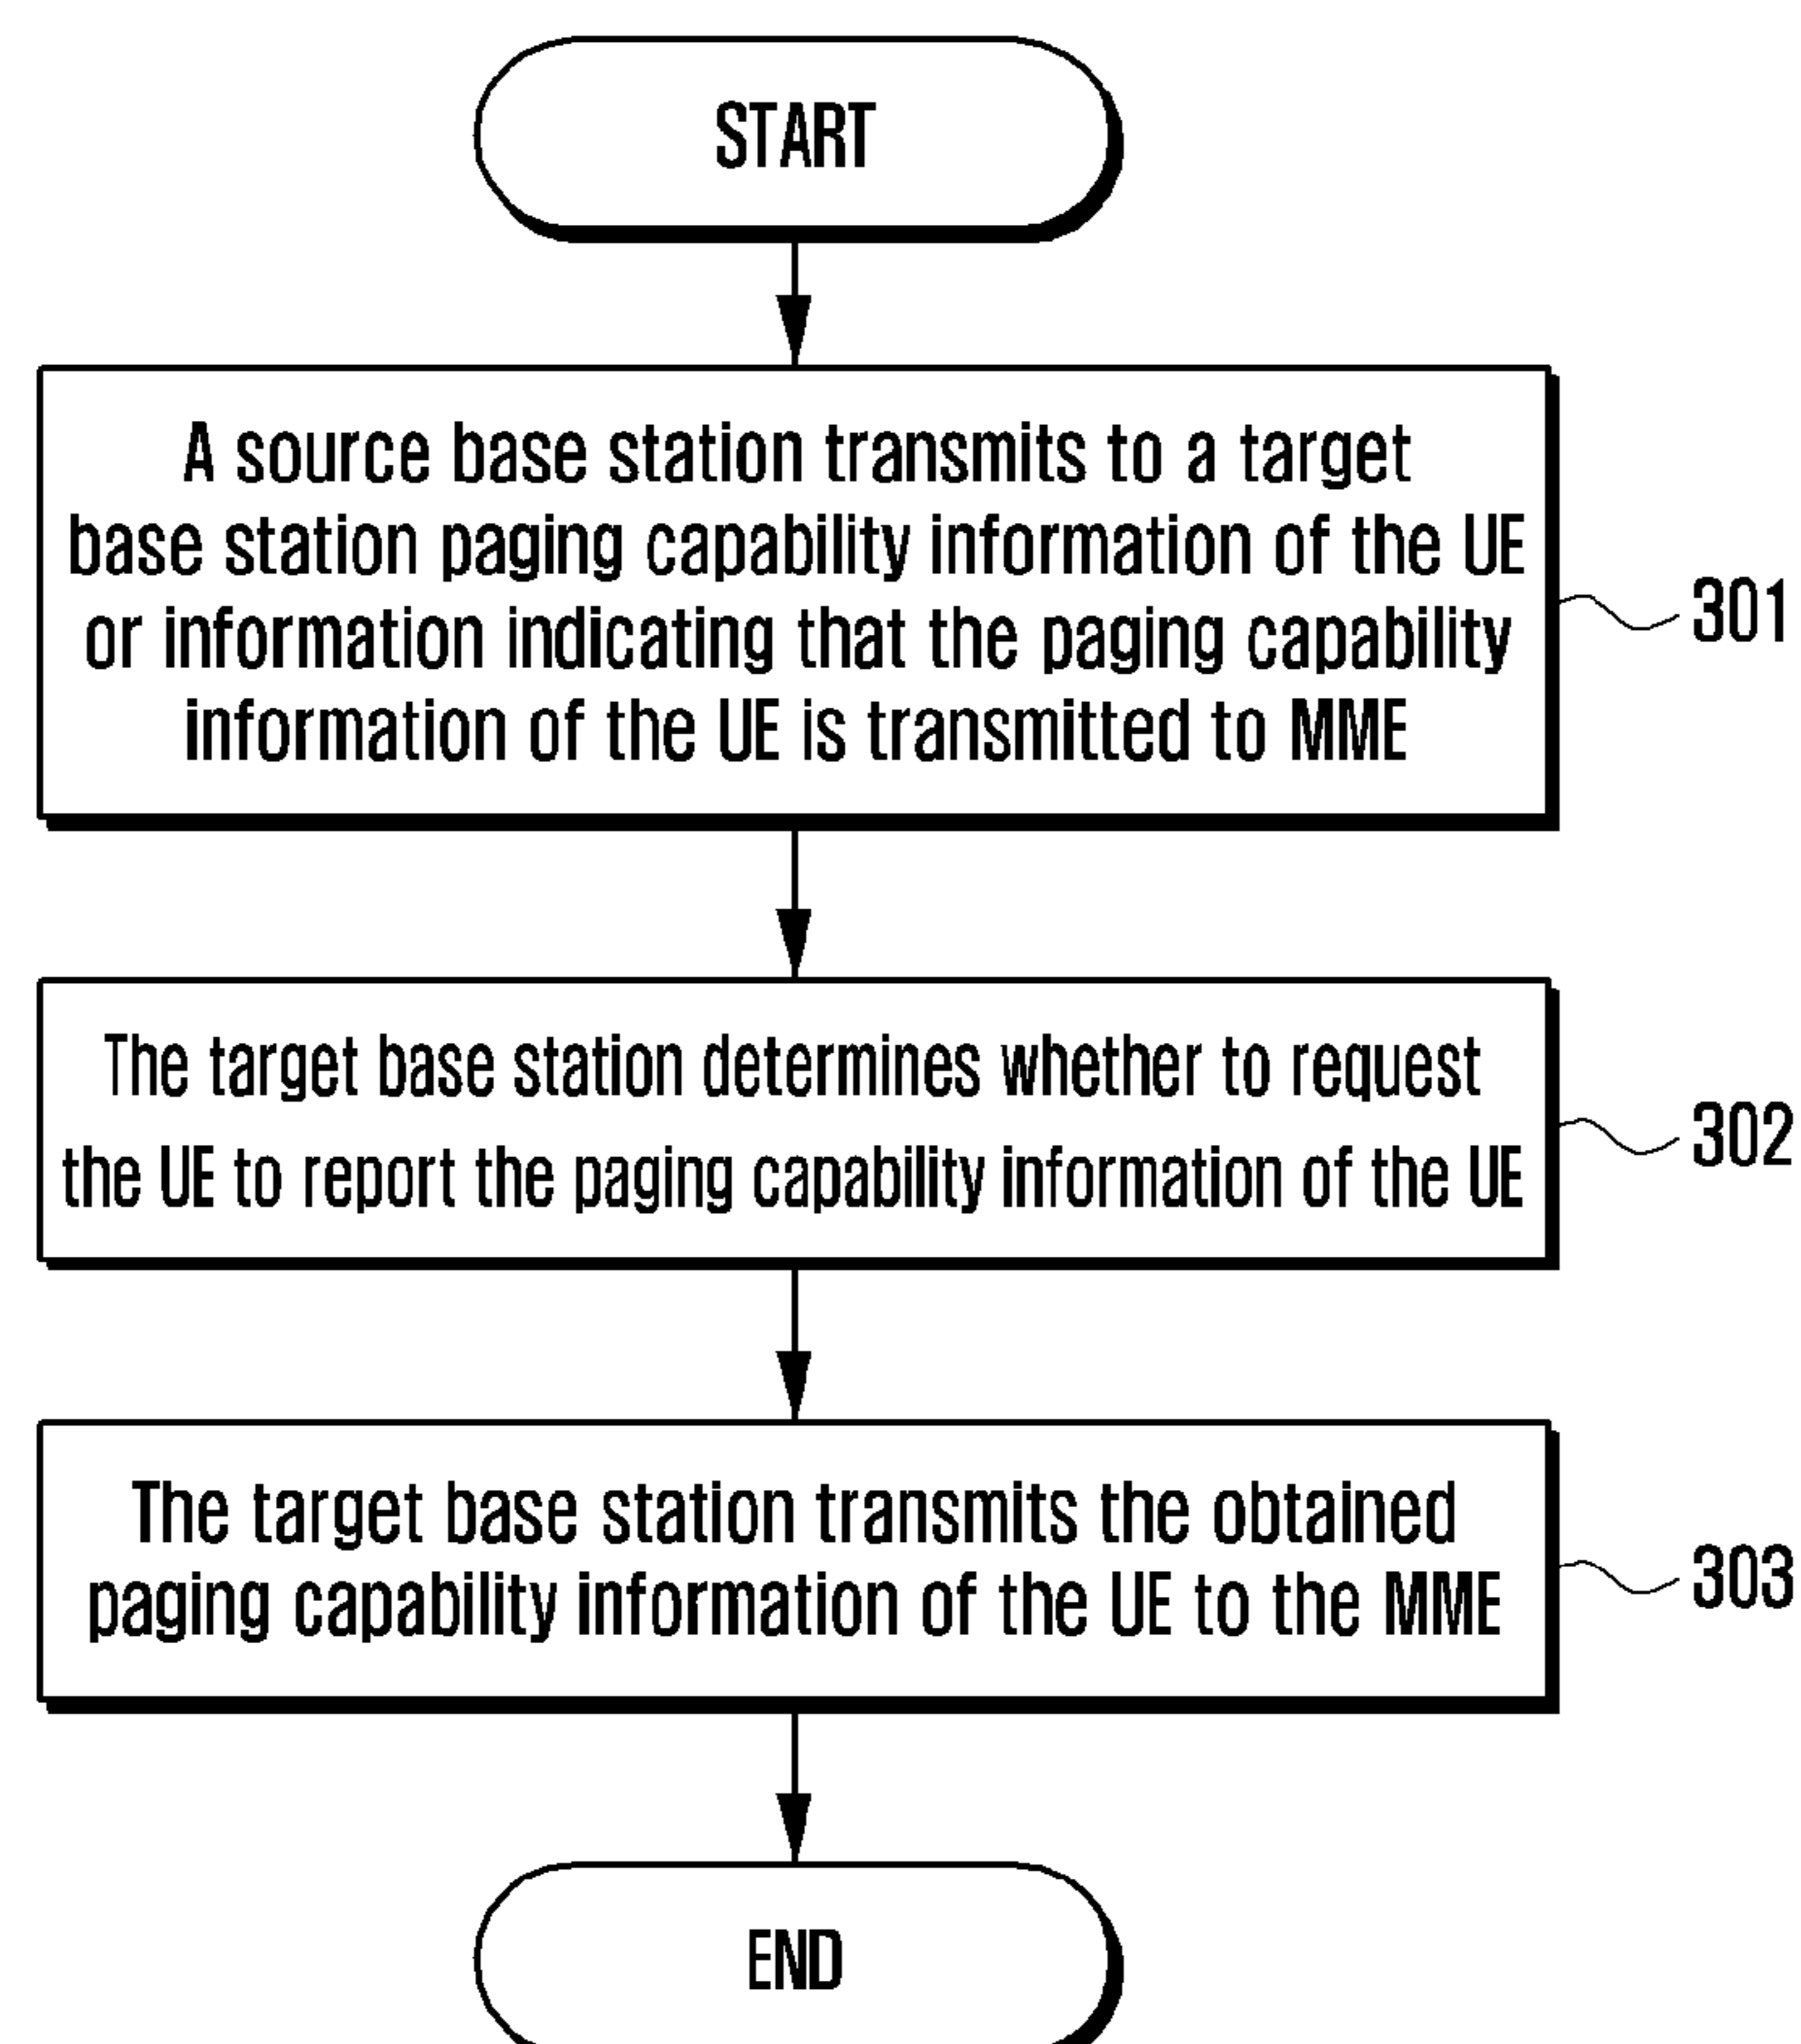 START
A source base station transmits to a target
base station paging capability information of the UE
or information indicating that the paging capability
information of the UE is transmitted to MME
301
The target base station determines whether to request
the UE to report the paging capability information of the UE
302
The target base station transmits the obtained
paging capability information of the UE to the MME
303
END